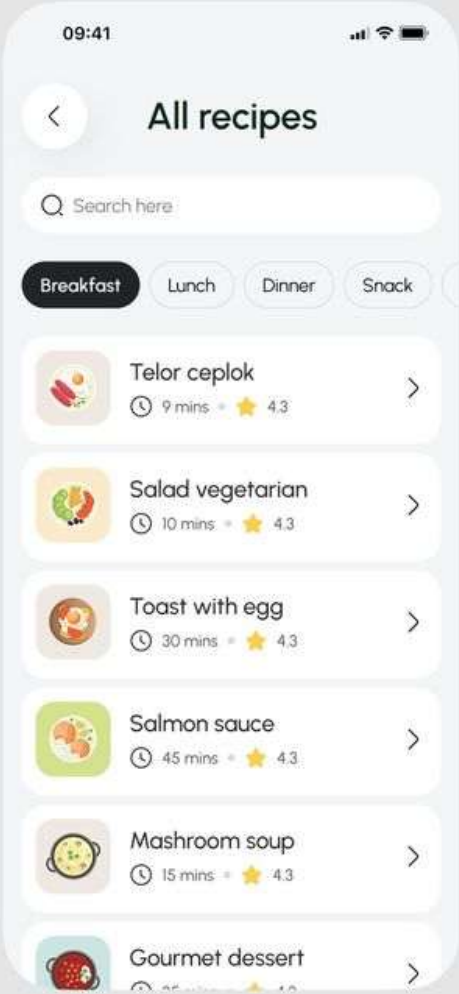 09:41
All recipes
Search here
Breakfast Lunch Dinner Snack
Telor ceplok
9 mins 4.3
Salad vegetarian
10 mins 4.3
Toast with egg
30 mins 4.3
Salmon sauce
45 mins 4.3
Mashroom soup
15 mins 4.3
Gourmet dessert